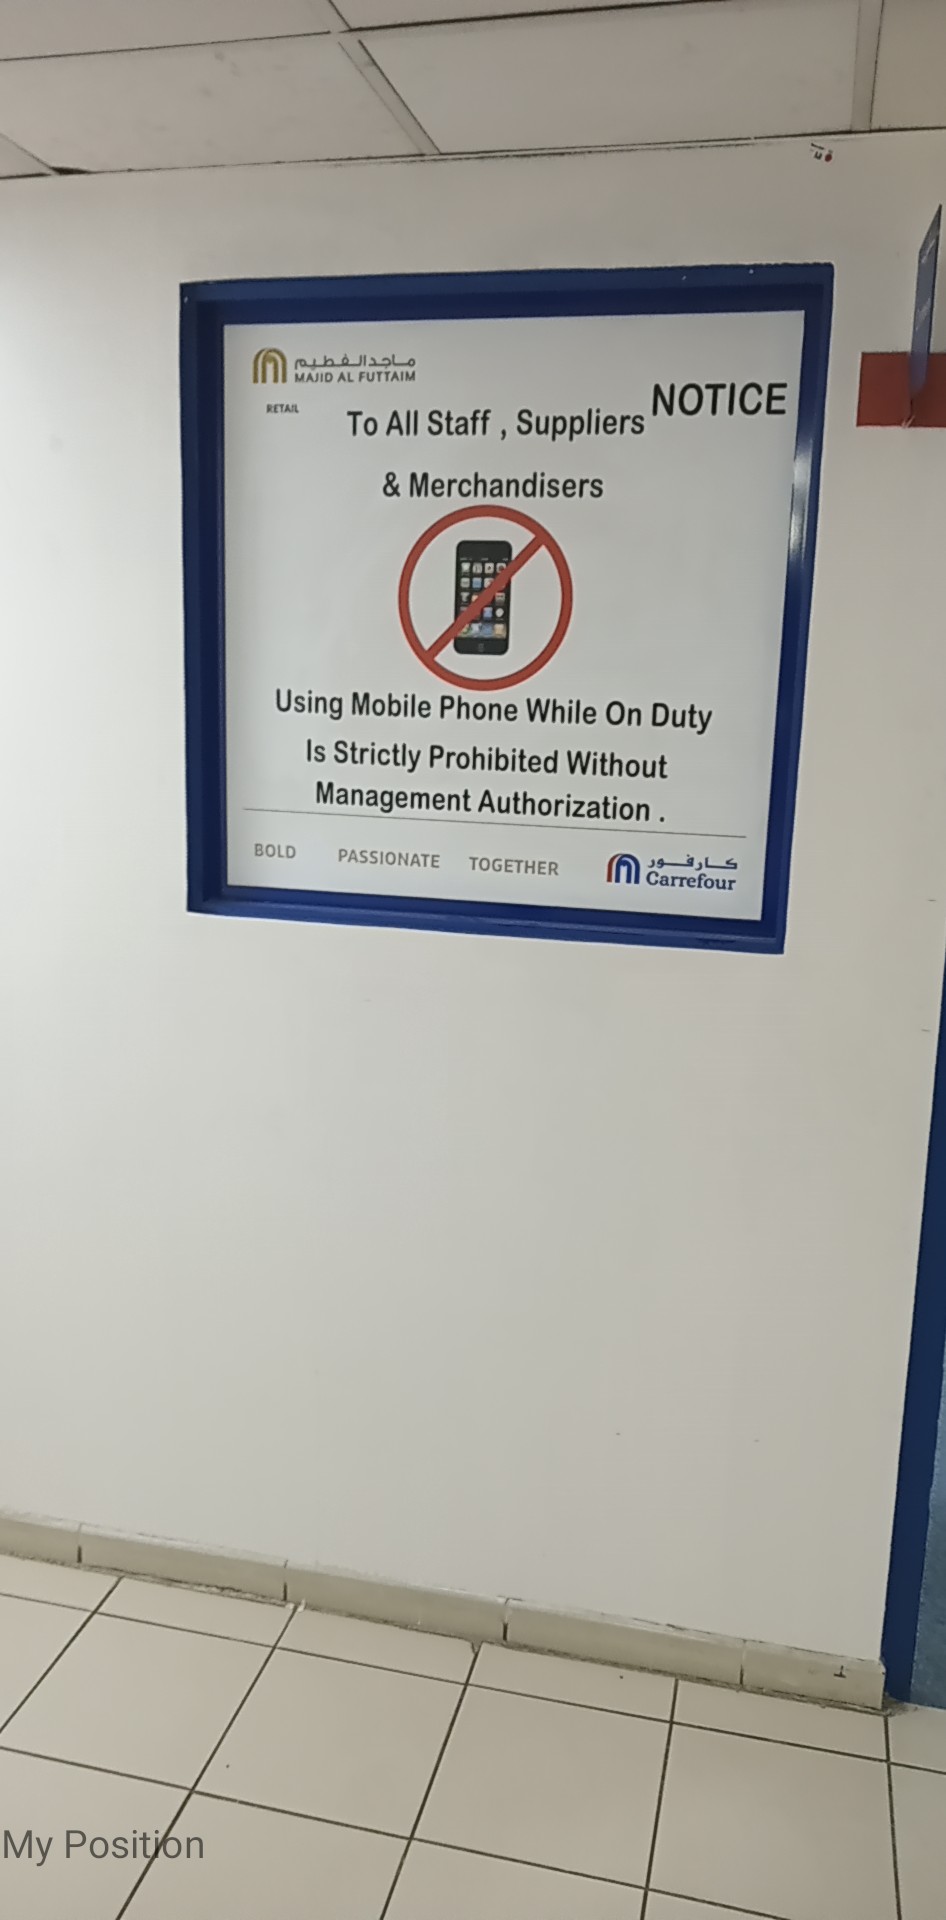 ماجد الفطيم
MAJID AL FUTTAIM
RETAIL
NOTICE
To All Staff , Suppliers
& Merchandisers
Using Mobile Phone While On Duty
Is Strictly Prohibited Without
Management Authorization .
BOLD PASSIONATE TOGETHER
كارفور
Carrefour
My Position